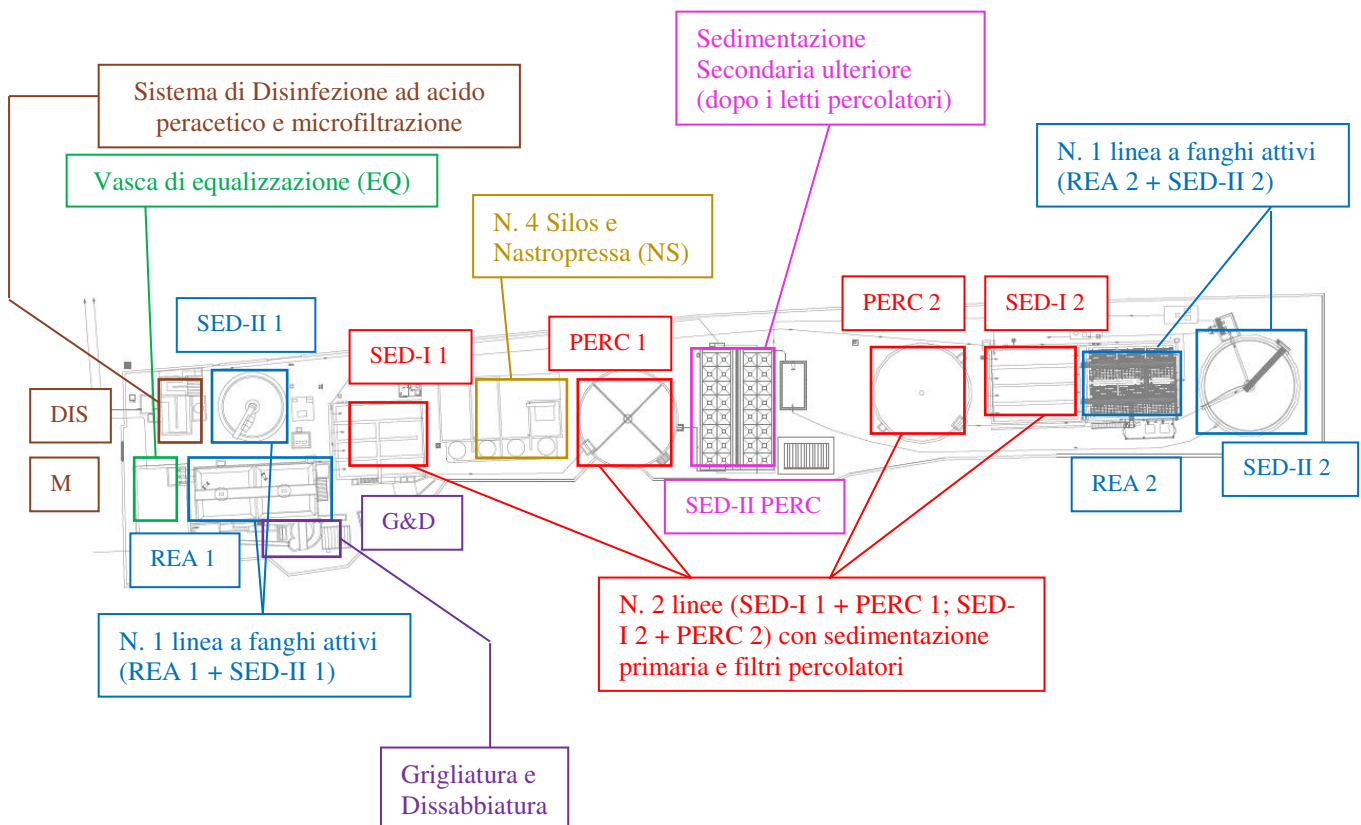 Sedimentazione
Secondaria ulteriore
(dopo i letti percolatori)
Sistema di Disinfezione ad acido
peracetico e microfiltrazione
N. 1 linea a fanghi attivi
(REA 2 + SED-II 2)
Vasca di equalizzazione (EQ)
N. 4 Silos e
Nastropressa (NS)
SED-II 1
SED-I 1
PERC 1
PERC 2
SED-I 2
DIS
M
G&D
SED-II PERC
REA 2
SED-II 2
REA 1
N. 1 linea a fanghi attivi
(REA 1 + SED-II 1)
N. 2 linee (SED-I 1 + PERC 1; SED-
I 2 + PERC 2) con sedimentazione
primaria e filtri percolatori
Grigliatura e
Dissabbiatura